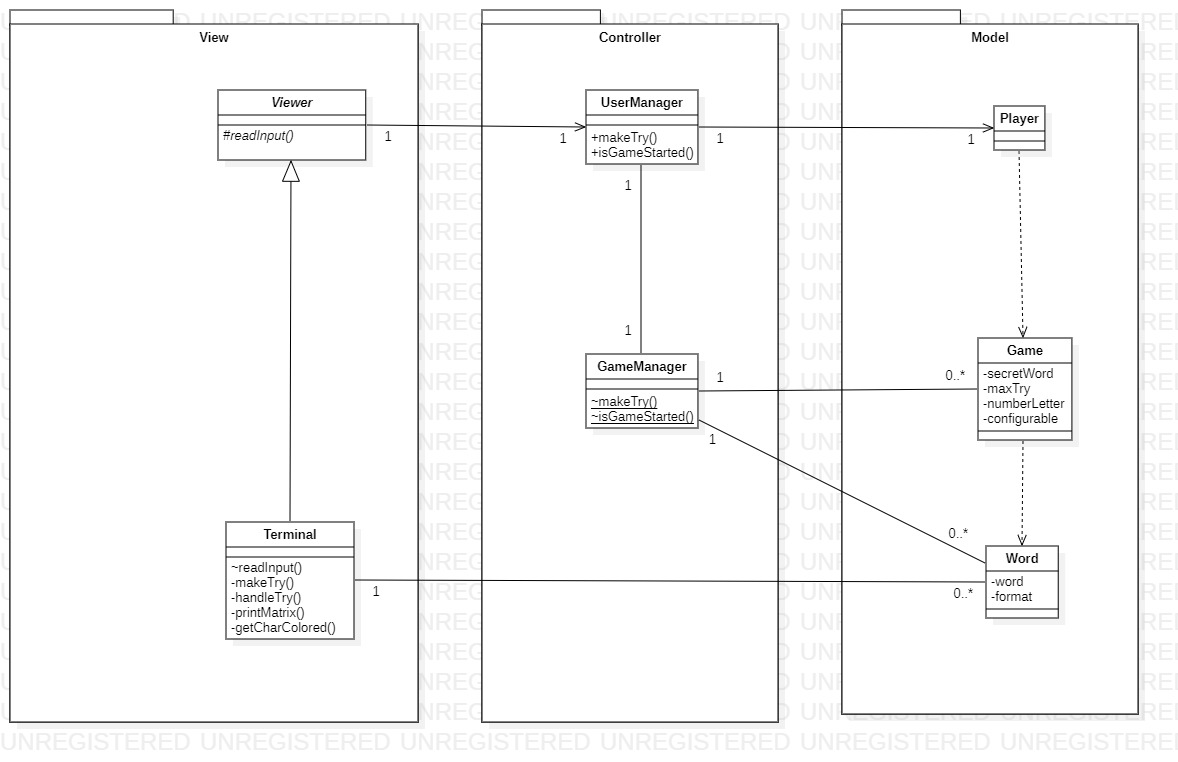 View
Viewer
#readInput()
1
Terminal
~readInput()
-makeTry()
-handleTry()
-printMatrix()
-getCharColored()
1
Controller
1
UserManager
+makeTry()
+isGameStarted()
1
1
1
GameManager
~makeTry()
~isGameStarted()
1
1
Model
Player
1
Game
-secretWord
-maxTry
-numberLetter
-configurable
0..*
0..*
Word
-word
-format
0..*
UNREGISTERED UNREGISTERED UNREGISTERED UNREGISTERED UNREGISTERED UNREGISTERED